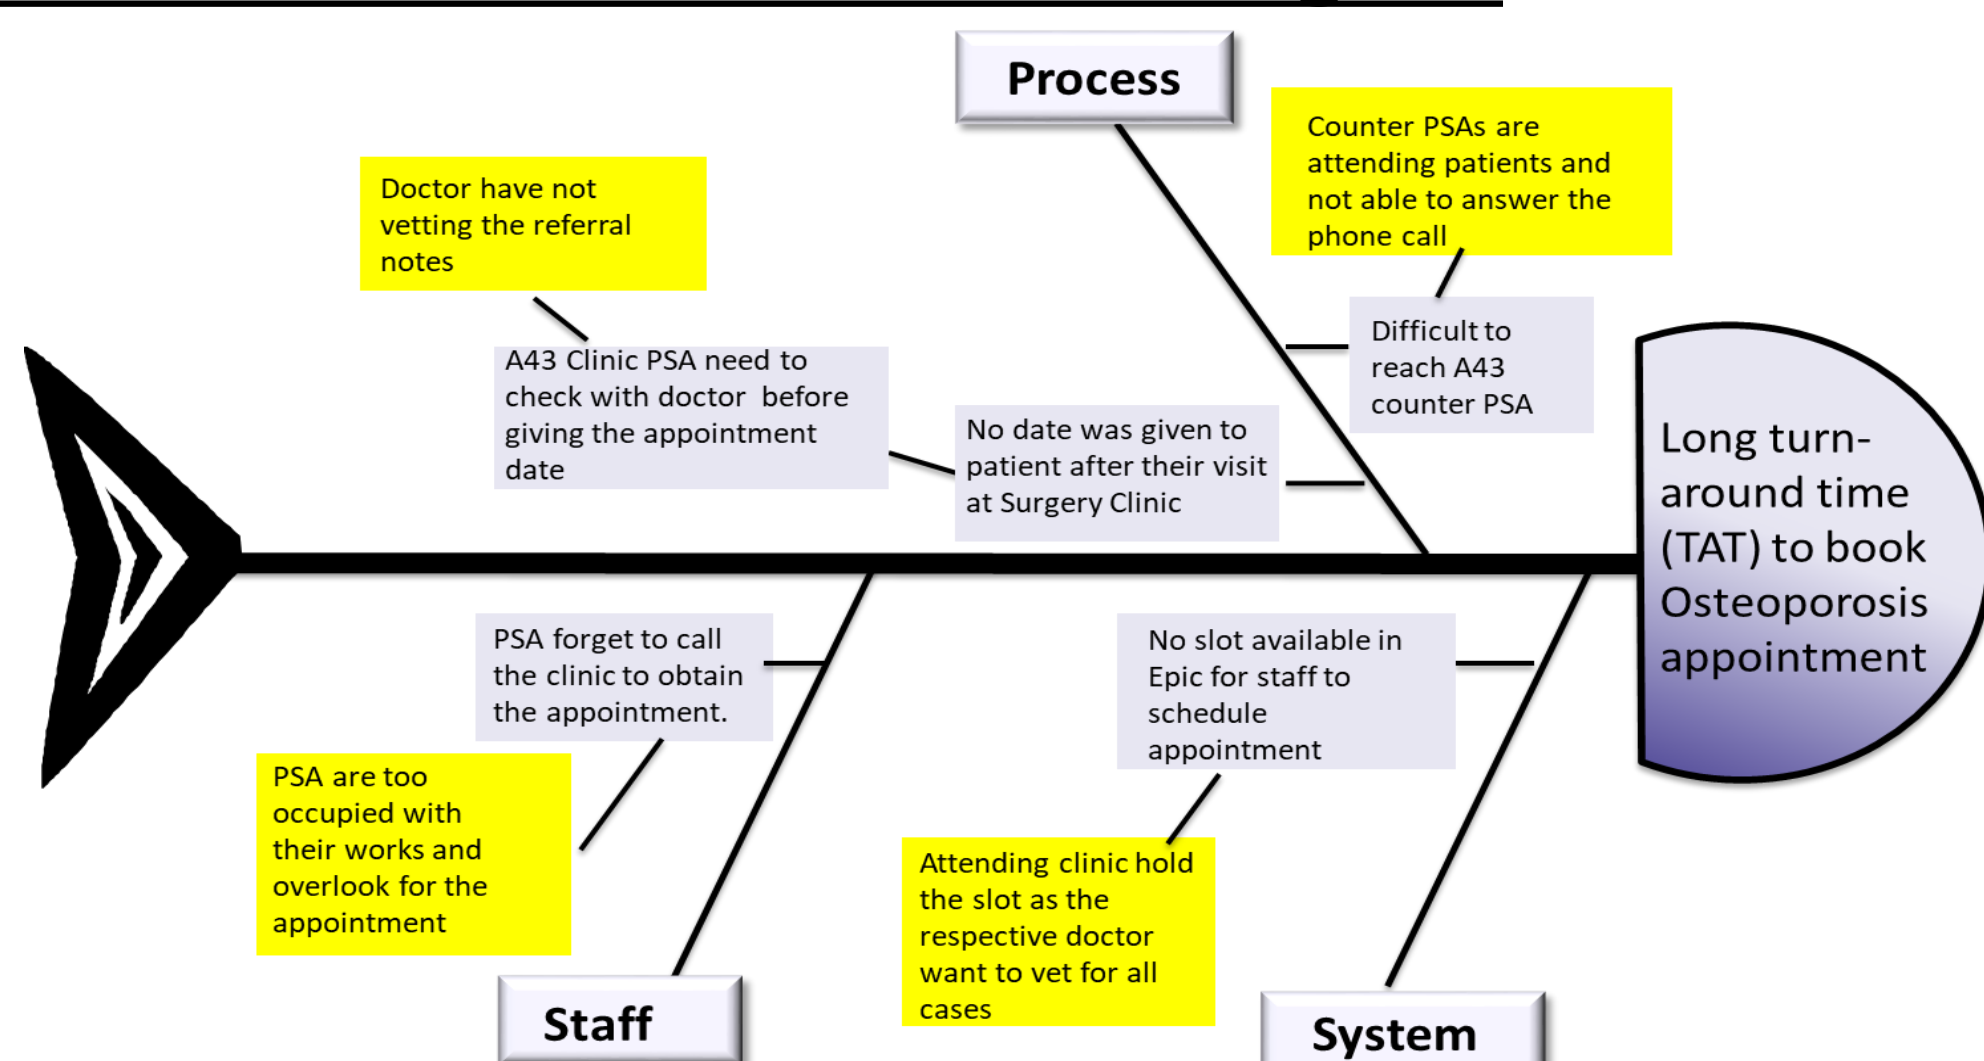 Process
Counter PSAs are
attending patients and
not able to answer the
phone call
Doctor have not
vetting the referral
notes
Difficult to
reach A43
counter PSA
A43 Clinic PSA need to
check with doctor before
giving the appointment
date
No date was given to
patient after their visit
at Surgery Clinic
Long turn-
around time
(TAT) to book
Osteoporosis
appointment
PSA forget to call
the clinic to obtain
the appointment.
No slot available in
Epic for staff to
schedule
appointment
PSA are too
occupied with
their works and
overlook for the
appointment
Attending clinic hold
the slot as the
respective doctor
want to vet for all
cases
Staff
System